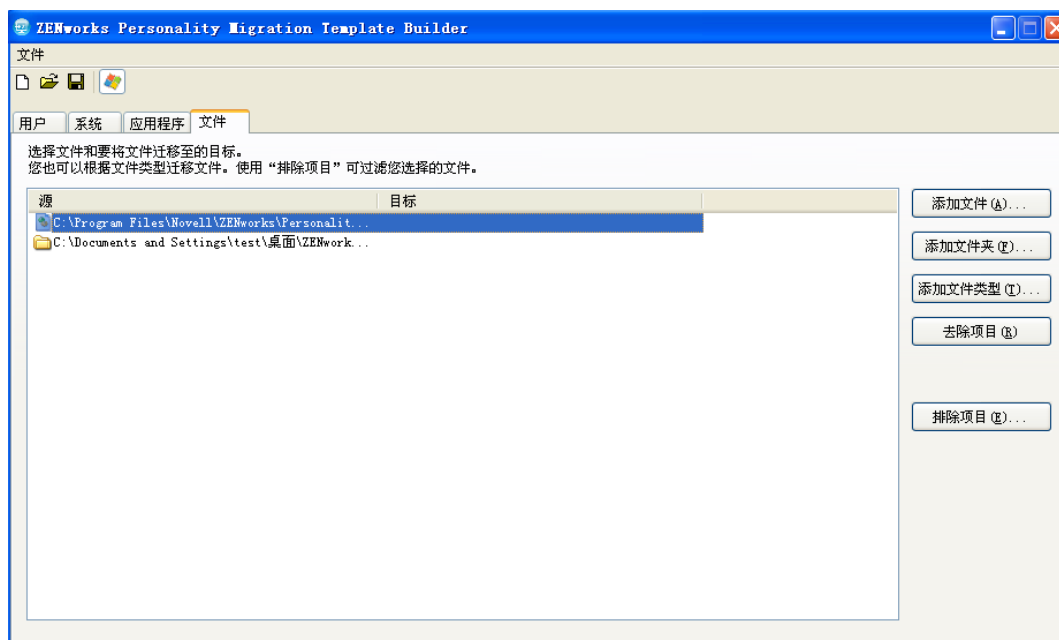 ZENworks Personality Migration Template Builder
文件
用户 系统 应用程序 文件
选择文件和要将文件迁移至的目标。
您也可以根据文件类型迁移文件。使用“排除项目”可过滤您选择的文件。
源 目标
C:\Program Files\Novell\ZENworks\Personalit...
C:\Documents and Settings\test\桌面\ZENwork...
添加文件(A)...
添加文件夹(F)...
添加文件类型(T)...
去除项目(R)
排除项目(E)...